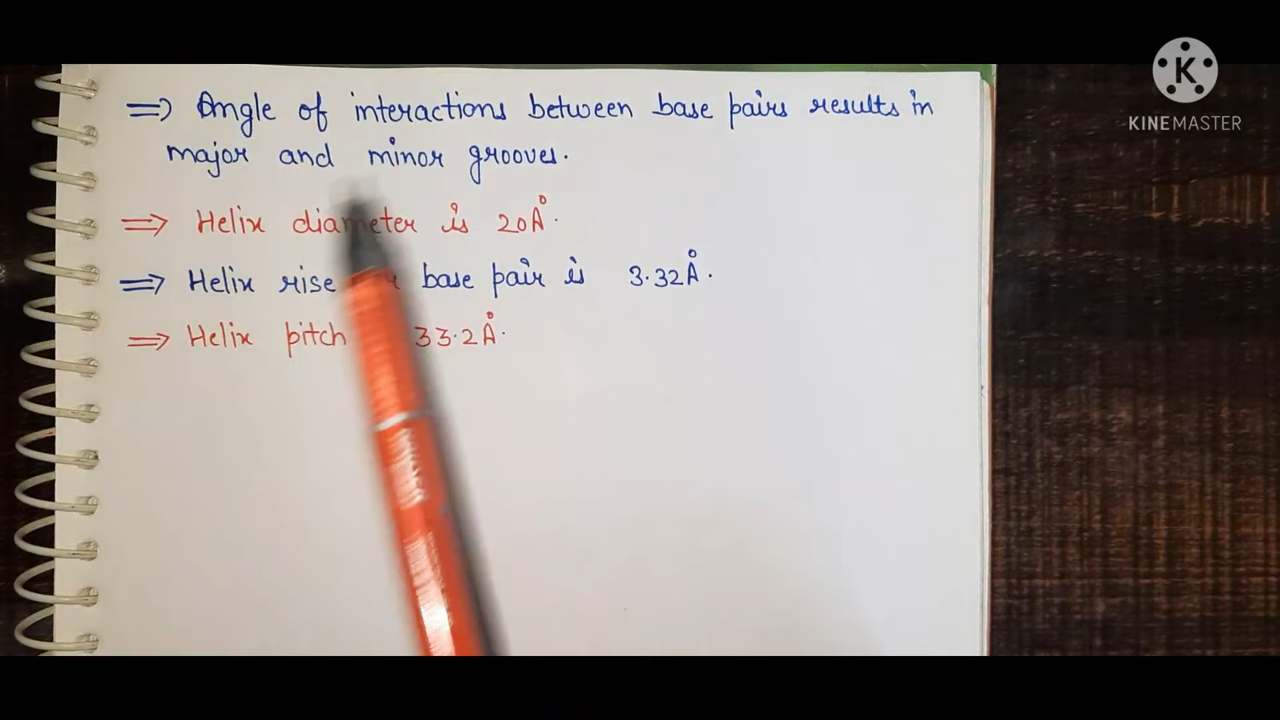 ⇒ Angle of interactions between base pairs results in
major and minor grooves.
⇒ Helix diameter is 20Å.
⇒ Helix rise base pair is 3.32Å.
⇒ Helix pitch 33.2Å.
K
KINEMASTER